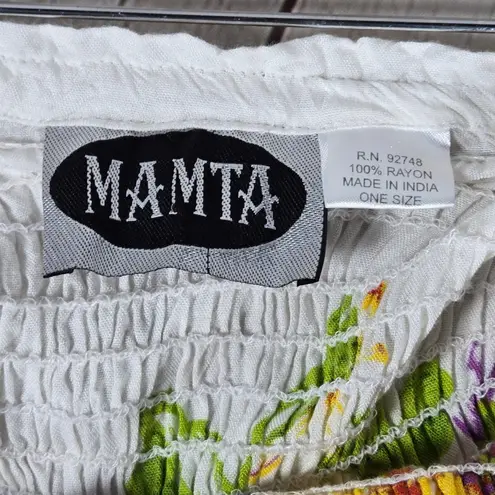 MAMTA
R.N. 92748
100% RAYON
MADE IN INDIA
ONE SIZE